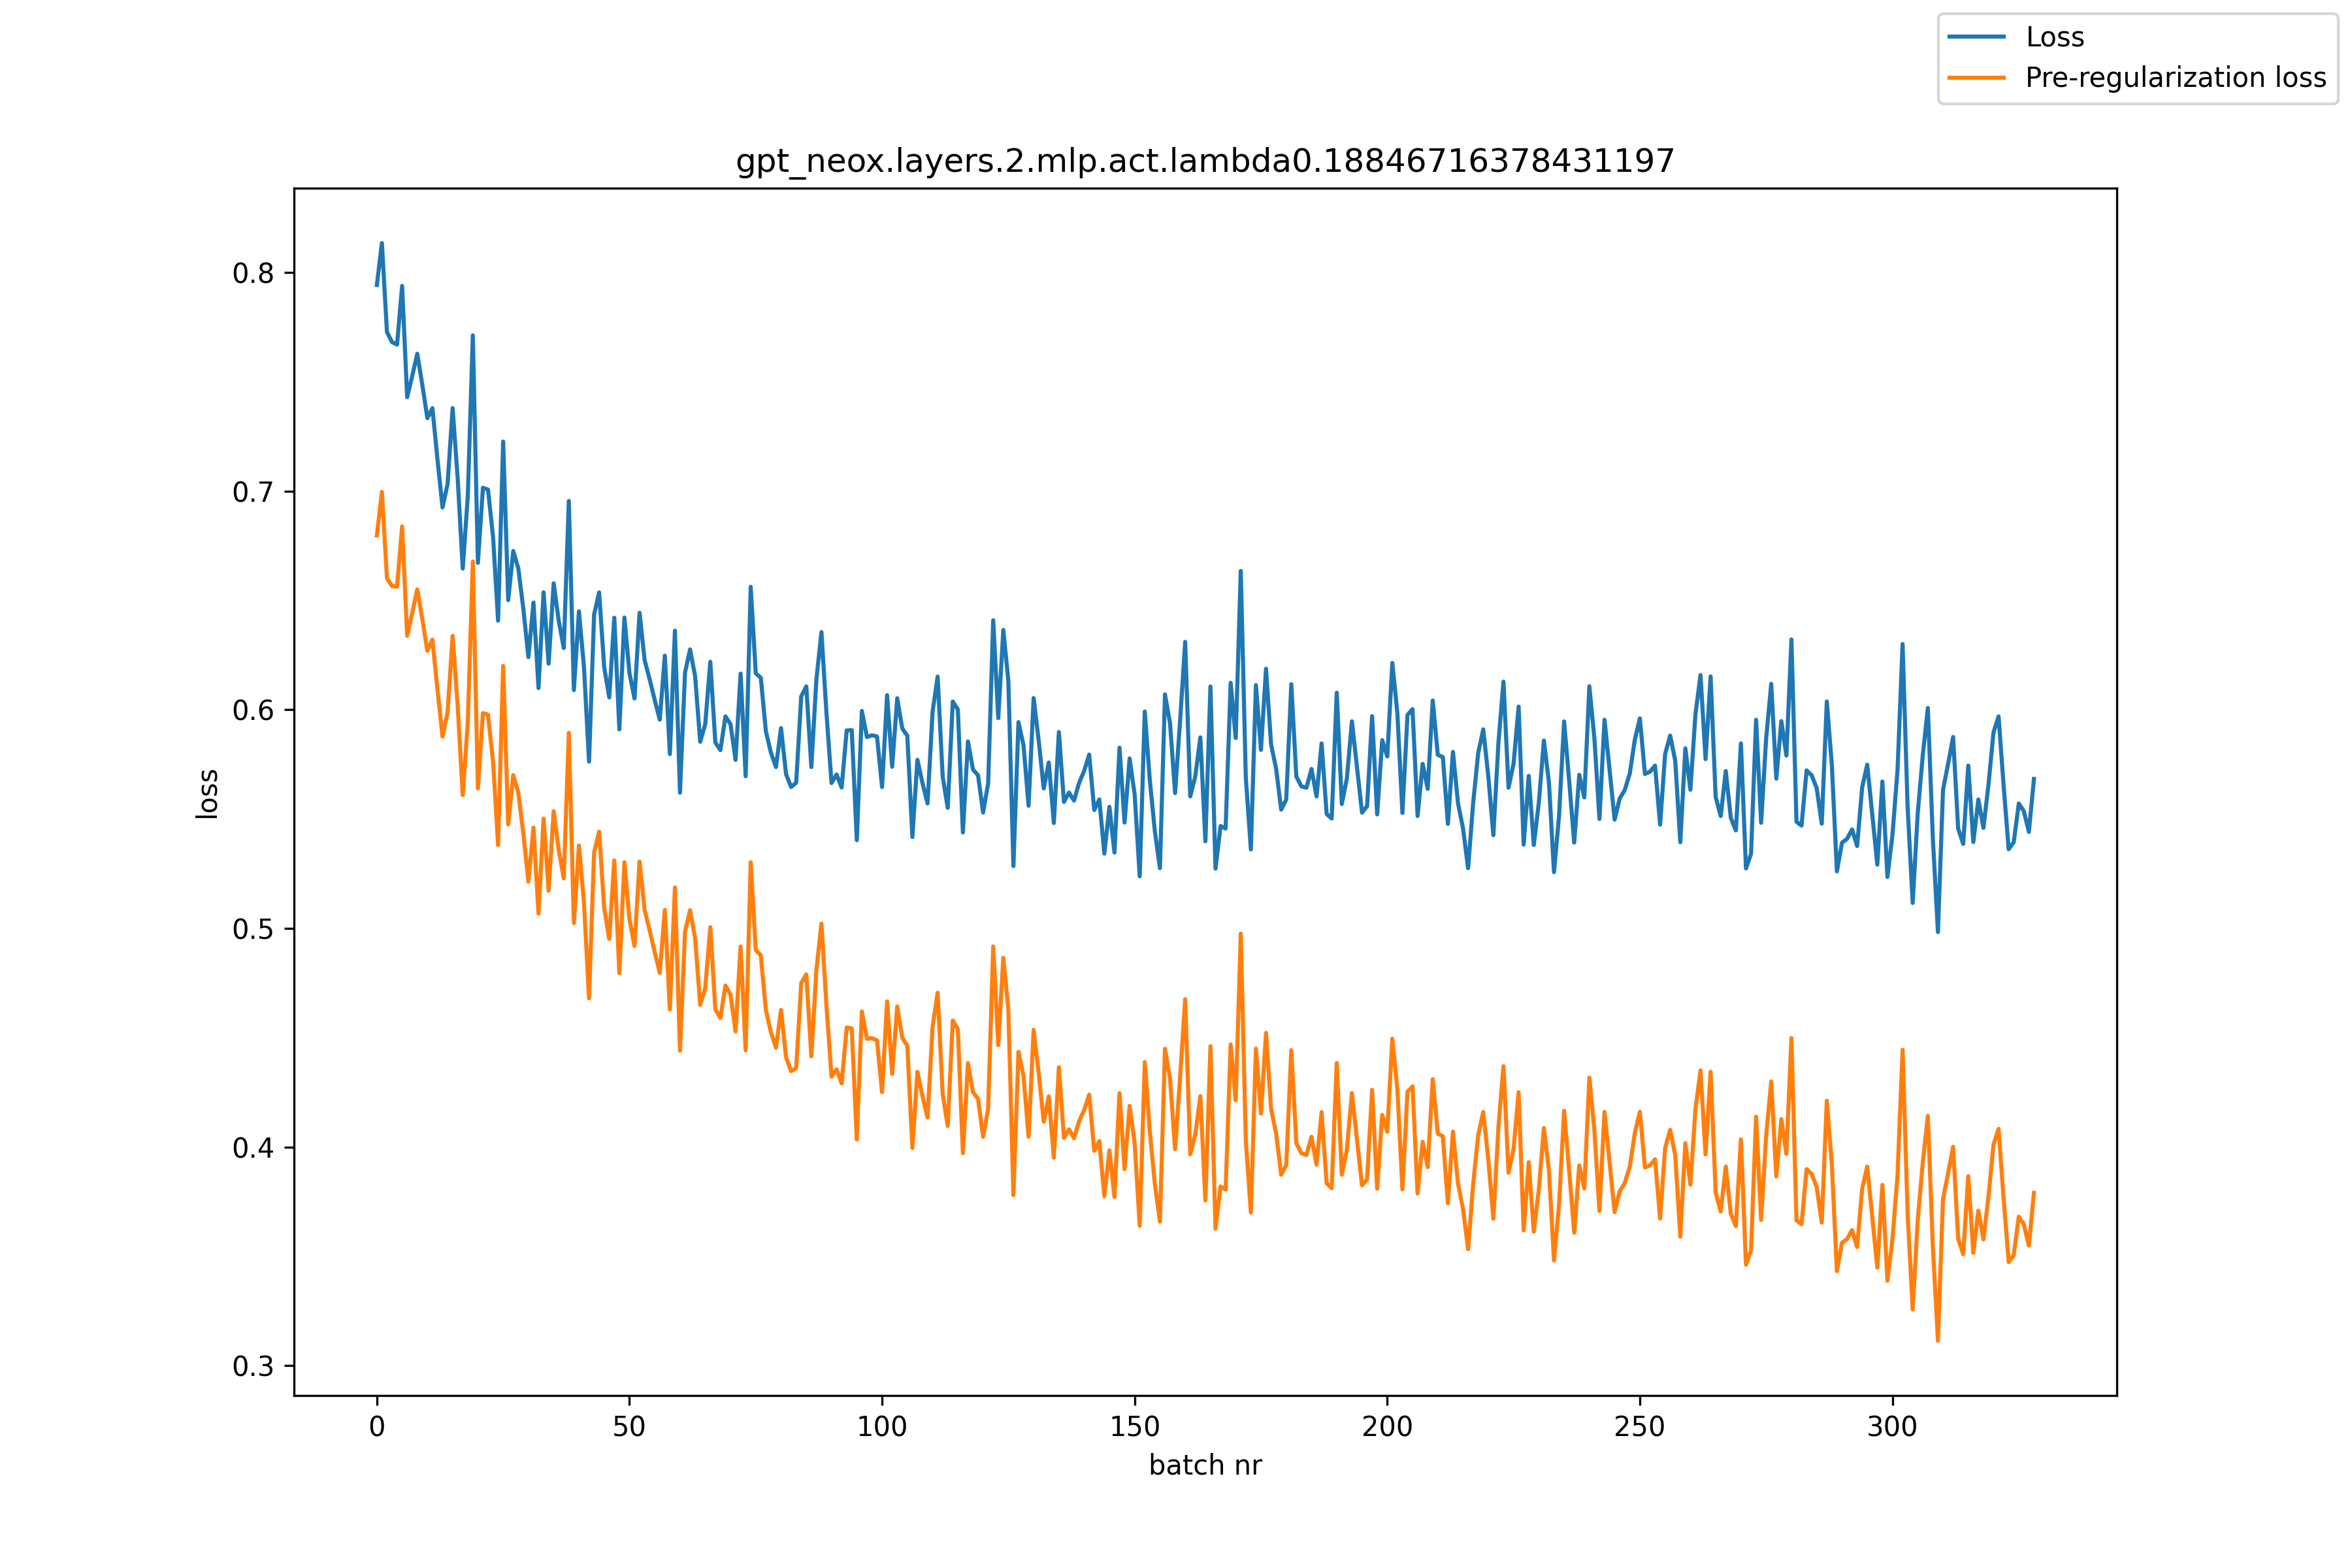 Loss
Pre-regularization loss
gpt_neox.layers.2.mlp.act.lambda0.18846716378431197
0.8
0.7
0.6
0.5
0.4
0.3
loss
0 50 100 150 200 250 300
batch nr